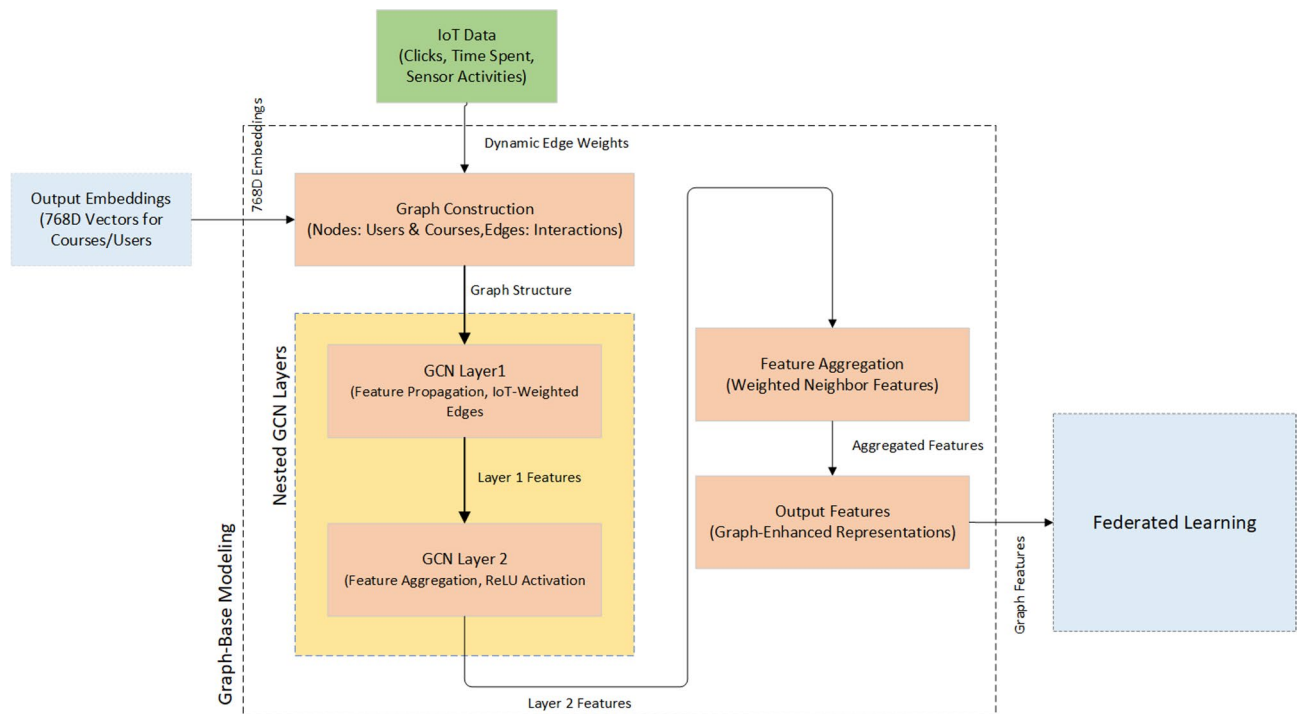 IoT Data
(Clicks, Time Spent,
Sensor Activities)
768D Embeddings
Dynamic Edge Weights
Output Embeddings
(768D Vectors for
Courses/Users
Graph Construction
(Nodes: Users & Courses,Edges: Interactions)
Graph Structure
Nested GCN Layers
GCN Layer1
(Feature Propagation, IoT-Weighted
Edges
Layer 1 Features
GCN Layer 2
(Feature Aggregation, ReLU Activation
Layer 2 Features
Graph-Base Modeling
Feature Aggregation
(Weighted Neighbor Features)
Aggregated Features
Output Features
(Graph-Enhanced Representations)
Graph Features
Federated Learning